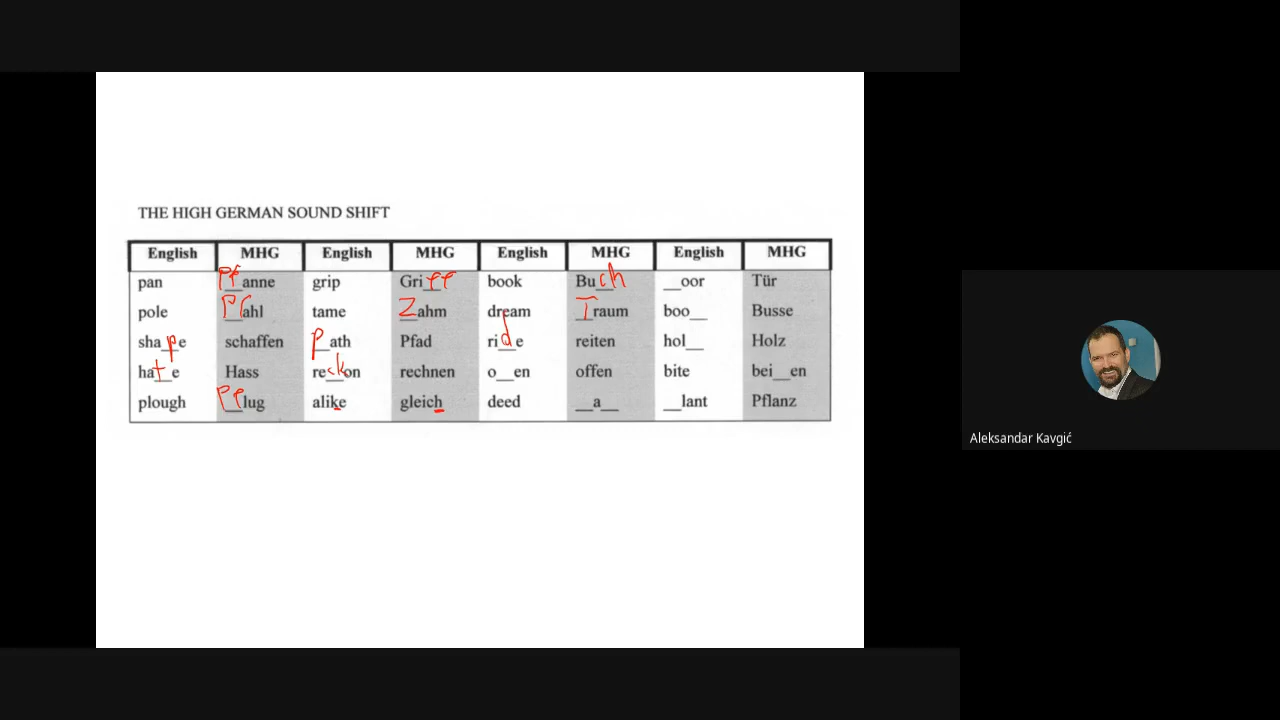 THE HIGH GERMAN SOUND SHIFT
English MHG English MHG English MHG English MHG
pan Pfanne grip Griff book Buch __oor Tür
pole Pfahl tame Zahm dream Traum boo__ Busse
shape schaffen path Pfad ride reiten hol__ Holz
hate Hass reckon rechnen o__en offen bite bei__en
plough Pflug alike gleich deed __a__ __lant Pflanz
Aleksandar Kavgić